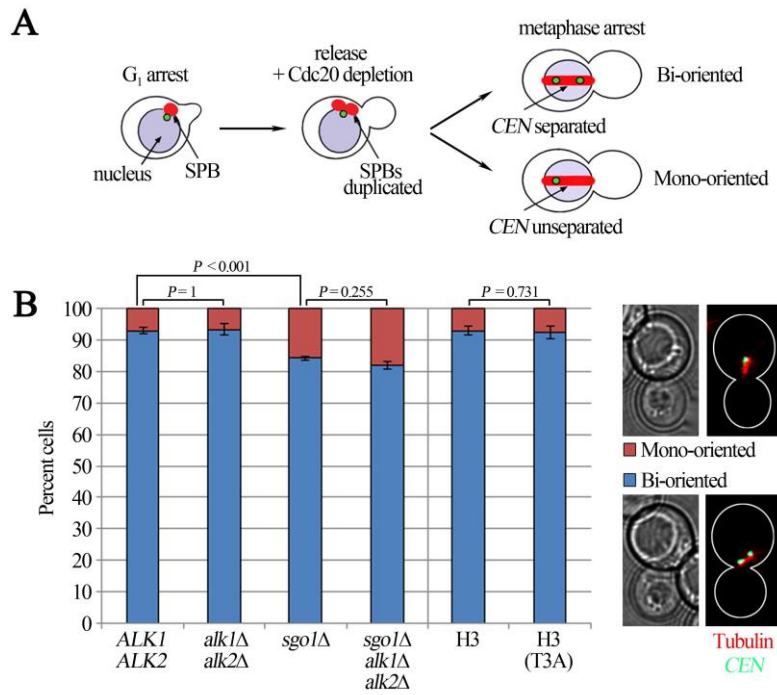 A
G1 arrest
nucleus
SPB
release
+ Cdc20 depletion
SPBs
duplicated
metaphase arrest
Bi-oriented
CEN separated
Mono-oriented
CEN unseparated
B
P < 0.001
P = 1
P = 0.255
P = 0.731
Percent cells
100
90
80
70
60
50
40
30
20
10
0
ALK1
ALK2
alk1Δ
alk2Δ
sgo1Δ
sgo1Δ
alk1Δ
alk2Δ
H3
H3
(T3A)
Mono-oriented
Bi-oriented
Tubulin
CEN